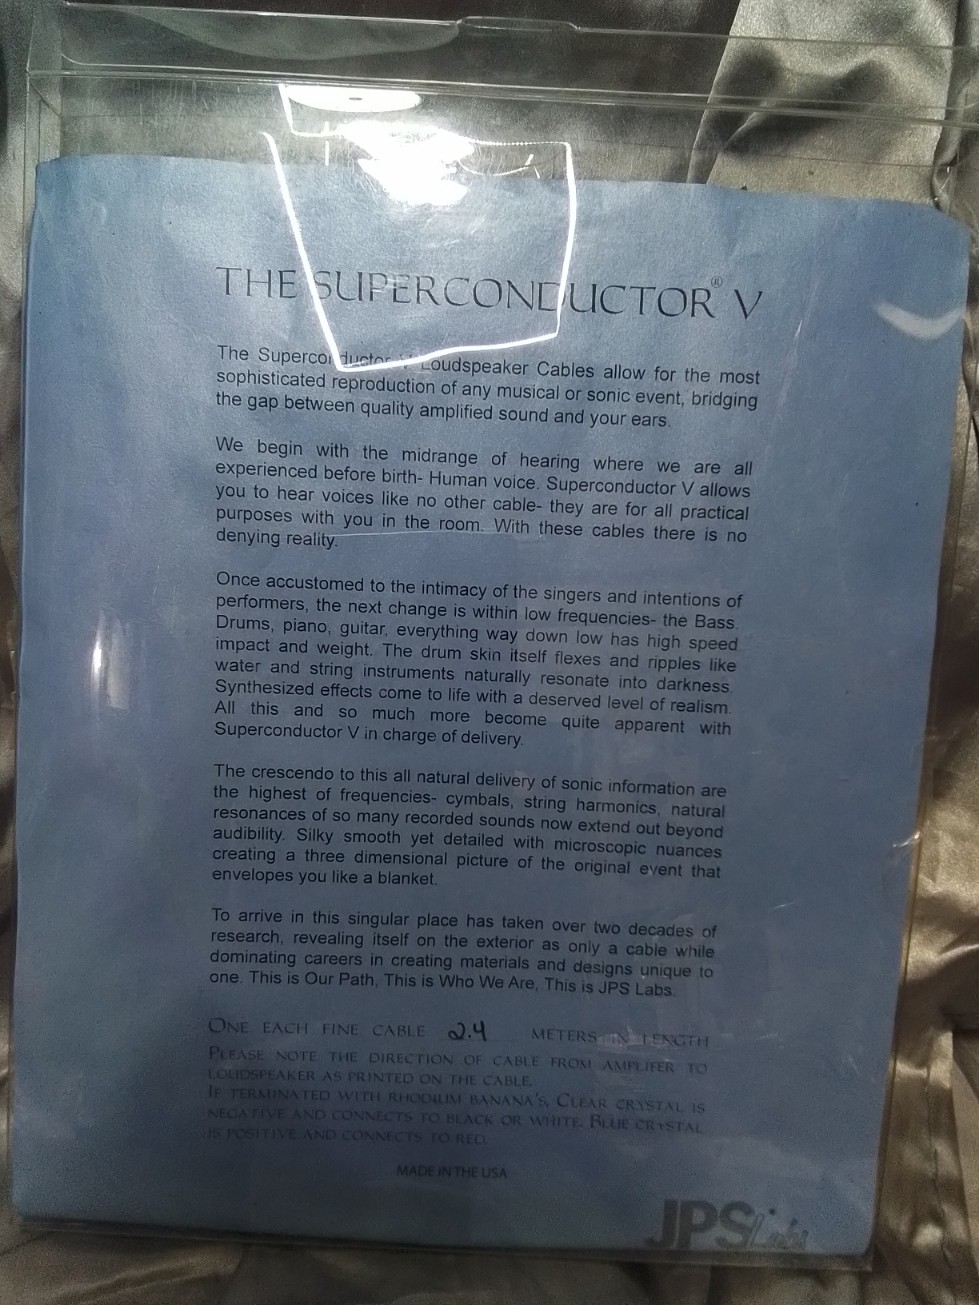 THE SUPERCONDUCTOR® V
The Superconductor V Loudspeaker Cables allow for the most
sophisticated reproduction of any musical or sonic event, bridging
the gap between quality amplified sound and your ears.
We begin with the midrange of hearing where we are all
experienced before birth- Human voice. Superconductor V allows
you to hear voices like no other cable- they are for all practical
purposes with you in the room. With these cables there is no
denying reality.
Once accustomed to the intimacy of the singers and intentions of
performers, the next change is within low frequencies- the Bass.
Drums, piano, guitar, everything way down low has high speed
impact and weight. The drum skin itself flexes and ripples like
water and string instruments naturally resonate into darkness.
Synthesized effects come to life with a deserved level of realism.
All this and so much more become quite apparent with
Superconductor V in charge of delivery.
The crescendo to this all natural delivery of sonic information are
the highest of frequencies- cymbals, string harmonics, natural
resonances of so many recorded sounds now extend out beyond
audibility. Silky smooth yet detailed with microscopic nuances
creating a three dimensional picture of the original event that
envelopes you like a blanket.
To arrive in this singular place has taken over two decades of
research, revealing itself on the exterior as only a cable while
dominating careers in creating materials and designs unique to
one. This is Our Path, This is Who We Are, This is JPS Labs.
ONE EACH FINE CABLE 2.4 METERS IN LENGTH
PLEASE NOTE THE DIRECTION OF CABLE FROM AMPLIFER TO
LOUDSPEAKER AS PRINTED ON THE CABLE.
IF TERMINATED WITH RHODIUM BANANA'S, CLEAR CRYSTAL IS
NEGATIVE AND CONNECTS TO BLACK OR WHITE. BLUE CRYSTAL
IS POSITIVE AND CONNECTS TO RED.
MADE IN THE USA
JPS Labs